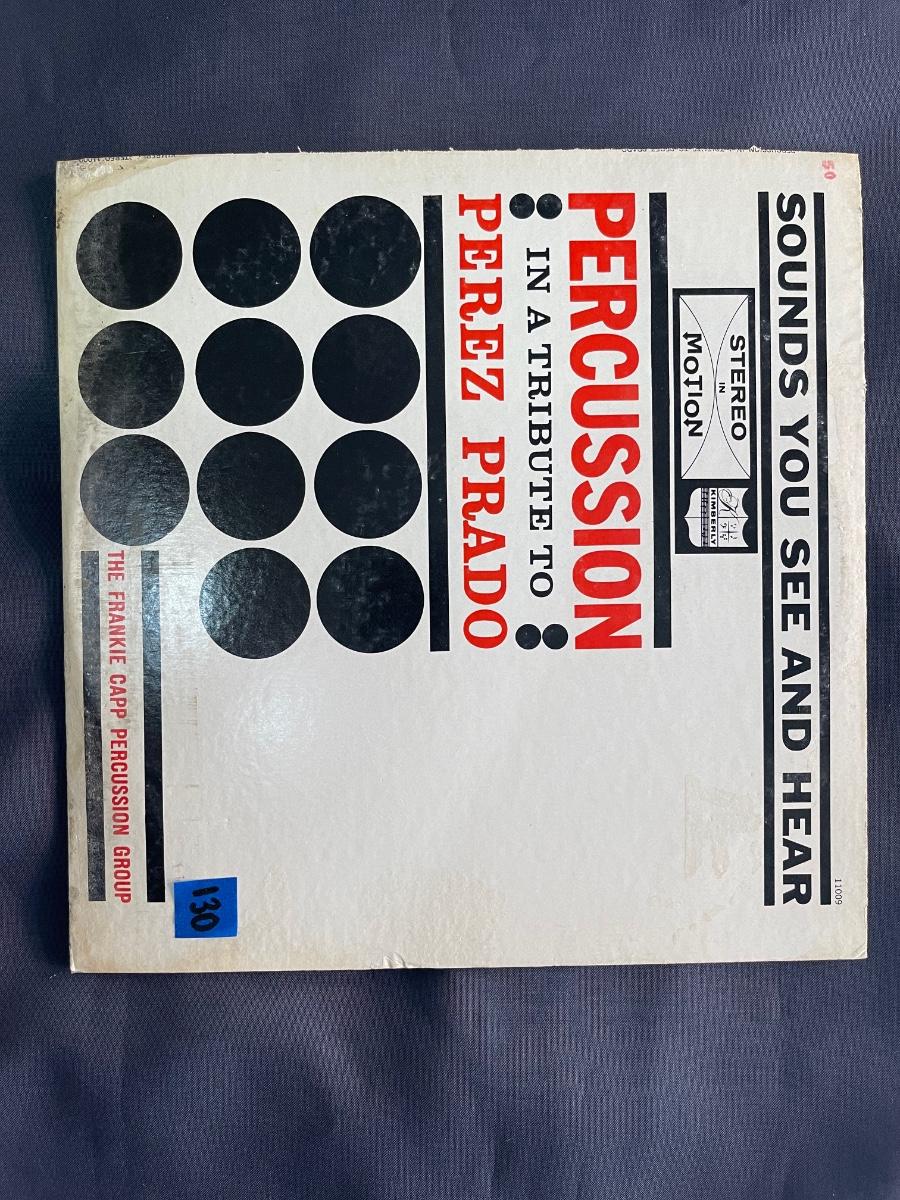 50
SOUNDS YOU SEE AND HEAR
11009
STEREO
IN
MOTION
KIMBERLY
PERCUSSION
IN A TRIBUTE TO
PEREZ PRADO
THE FRANKIE CAPP PERCUSSION GROUP
130